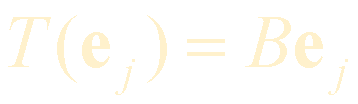 T(e_j) = Be_j